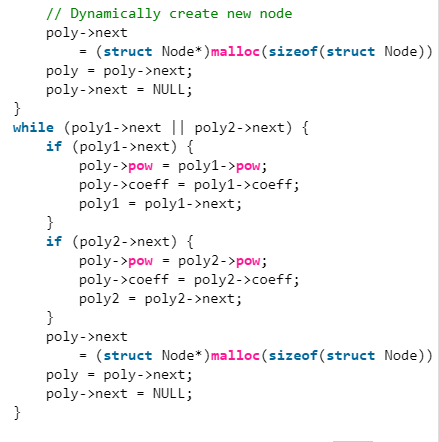 // Dynamically create new node
poly->next
= (struct Node*)malloc(sizeof(struct Node))
poly = poly->next;
poly->next = NULL;
}
while (poly1->next || poly2->next) {
if (poly1->next) {
poly->pow = poly1->pow;
poly->coeff = poly1->coeff;
poly1 = poly1->next;
}
if (poly2->next) {
poly->pow = poly2->pow;
poly->coeff = poly2->coeff;
poly2 = poly2->next;
}
poly->next
= (struct Node*)malloc(sizeof(struct Node))
poly = poly->next;
poly->next = NULL;
}